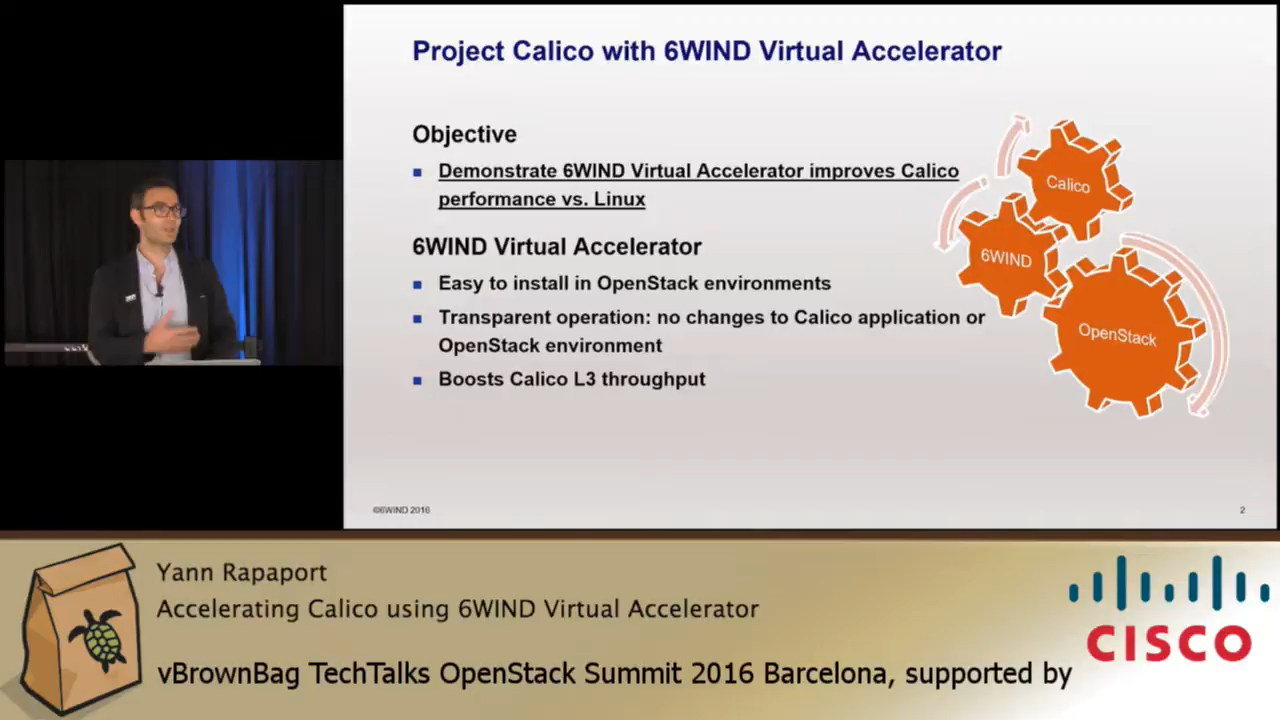 Project Calico with 6WIND Virtual Accelerator
Objective
Demonstrate 6WIND Virtual Accelerator improves Calico
performance vs. Linux
6WIND Virtual Accelerator
Easy to install in OpenStack environments
Transparent operation: no changes to Calico application or
OpenStack environment
Boosts Calico L3 throughput
Calico
6WIND
OpenStack
©6WIND 2016
2
Yann Rapaport
Accelerating Calico using 6WIND Virtual Accelerator
vBrownBag TechTalks OpenStack Summit 2016 Barcelona, supported by
CISCO